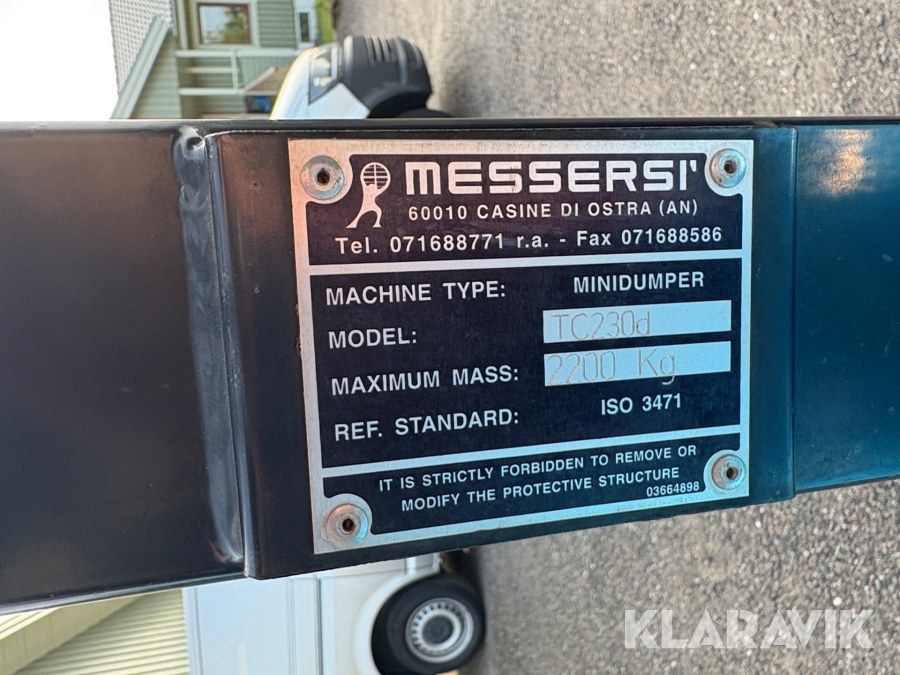 MESSERSI'
60010 CASINE DI OSTRA (AN)
Tel. 071688771 r.a. - Fax 071688586
MACHINE TYPE: MINIDUMPER
MODEL: TC230d
MAXIMUM MASS: 2200 Kg
REF. STANDARD: ISO 3471
IT IS STRICTLY FORBIDDEN TO REMOVE OR
MODIFY THE PROTECTIVE STRUCTURE
03664898
KLARAVIK